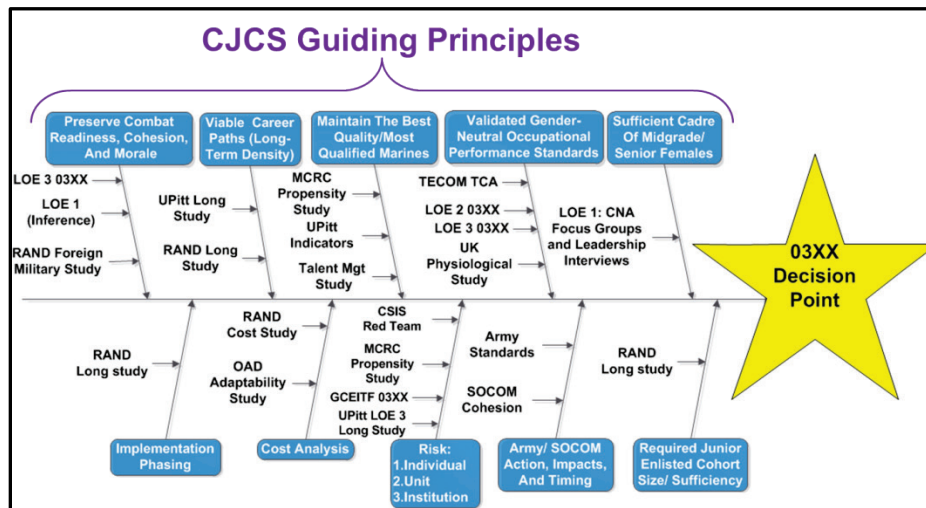 CJCS Guiding Principles
Preserve Combat
Readiness, Cohesion,
And Morale
Viable Career
Paths (Long-
Term Density)
Maintain The Best
Quality/Most
Qualified Marines
Validated Gender-
Neutral Occupational
Performance Standards
Sufficient Cadre
Of Midgrade/
Senior Females
LOE 3 03XX
LOE 1
(Inference)
RAND Foreign
Military Study
UPitt Long
Study
RAND Long
Study
MCRC
Propensity
Study
UPitt
Indicators
Talent Mgt
Study
TECOM TCA
LOE 2 03XX
LOE 3 03XX
UK
Physiological
Study
LOE 1: CNA
Focus Groups
and Leadership
Interviews
03XX
Decision
Point
RAND
Long study
RAND
Cost Study
OAD
Adaptability
Study
CSIS
Red Team
MCRC
Propensity
Study
GCEITF 03XX
UPitt LOE 3
Long Study
Army
Standards
SOCOM
Cohesion
RAND
Long study
Implementation
Phasing
Cost Analysis
Risk:
1.Individual
2.Unit
3.Institution
Army/ SOCOM
Action, Impacts,
And Timing
Required Junior
Enlisted Cohort
Size/ Sufficiency